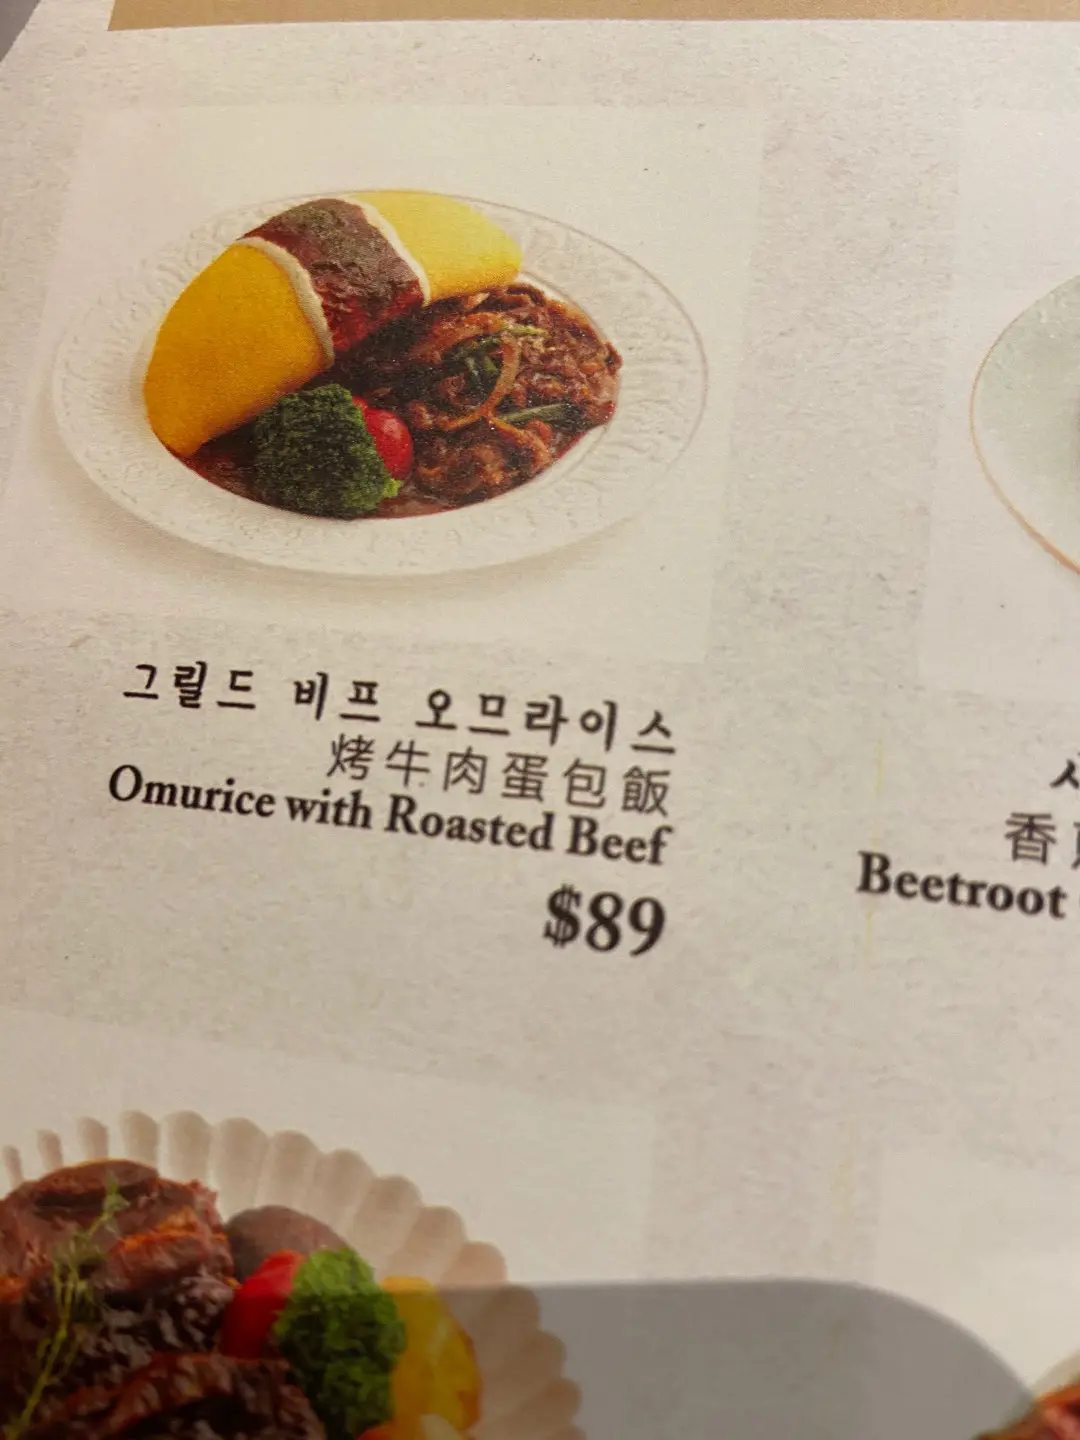 그릴드 비프 오므라이스
烤牛肉蛋包飯
Omurice with Roasted Beef
$89
香
Beetroot